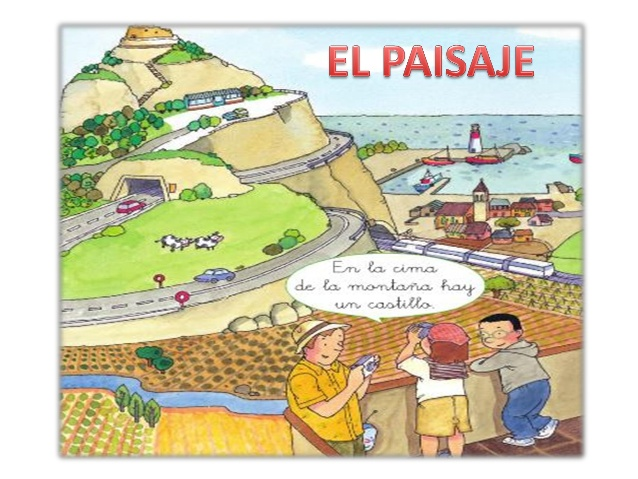 EL PAISAJE
En la cima
de la montaña hay
un castillo.